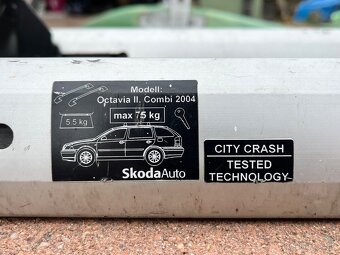 Modell:
Octavia II. Combi 2004
max 75 kg
5.5 kg
SkodaAuto
CITY CRASH
TESTED
TECHNOLOGY